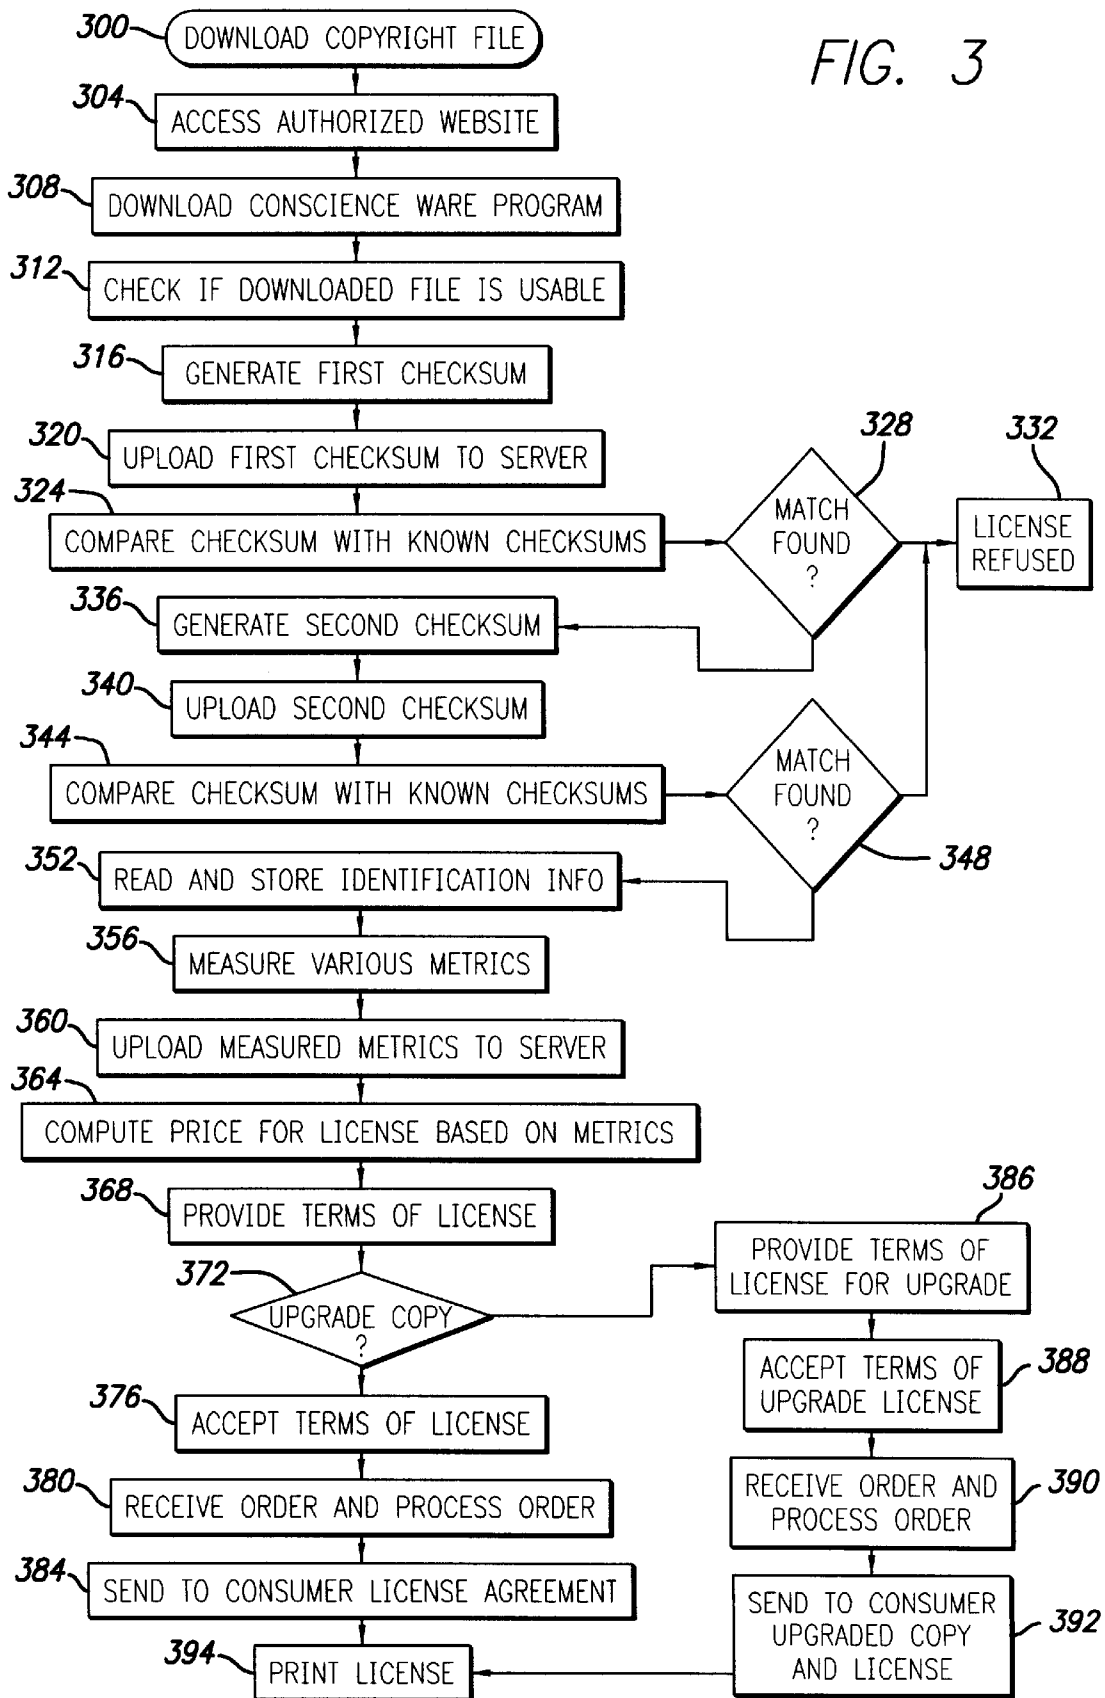 FIG. 3
300
DOWNLOAD COPYRIGHT FILE
304
ACCESS AUTHORIZED WEBSITE
308
DOWNLOAD CONSCIENCE WARE PROGRAM
312
CHECK IF DOWNLOADED FILE IS USABLE
316
GENERATE FIRST CHECKSUM
320
UPLOAD FIRST CHECKSUM TO SERVER
324
COMPARE CHECKSUM WITH KNOWN CHECKSUMS
328
MATCH
FOUND
?
332
LICENSE
REFUSED
336
GENERATE SECOND CHECKSUM
340
UPLOAD SECOND CHECKSUM
344
COMPARE CHECKSUM WITH KNOWN CHECKSUMS
MATCH
FOUND
?
348
352
READ AND STORE IDENTIFICATION INFO
356
MEASURE VARIOUS METRICS
360
UPLOAD MEASURED METRICS TO SERVER
364
COMPUTE PRICE FOR LICENSE BASED ON METRICS
368
PROVIDE TERMS OF LICENSE
372
UPGRADE COPY
?
376
ACCEPT TERMS OF LICENSE
380
RECEIVE ORDER AND PROCESS ORDER
384
SEND TO CONSUMER LICENSE AGREEMENT
386
PROVIDE TERMS OF
LICENSE FOR UPGRADE
388
ACCEPT TERMS OF
UPGRADE LICENSE
390
RECEIVE ORDER AND
PROCESS ORDER
392
SEND TO CONSUMER
UPGRADED COPY
AND LICENSE
394
PRINT LICENSE